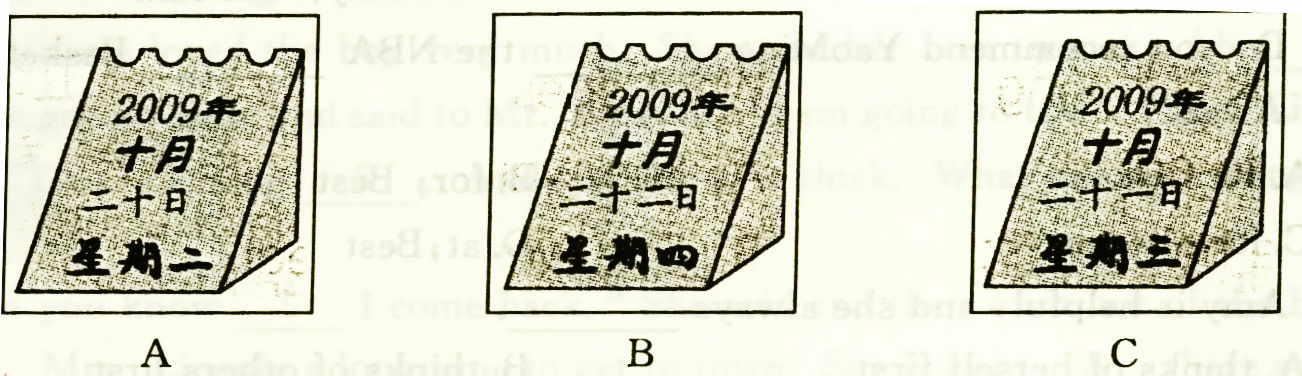 2009年
十月
二十日
星期二
A
2009年
十月
二十二日
星期四
B
2009年
十月
二十一日
星期三
C